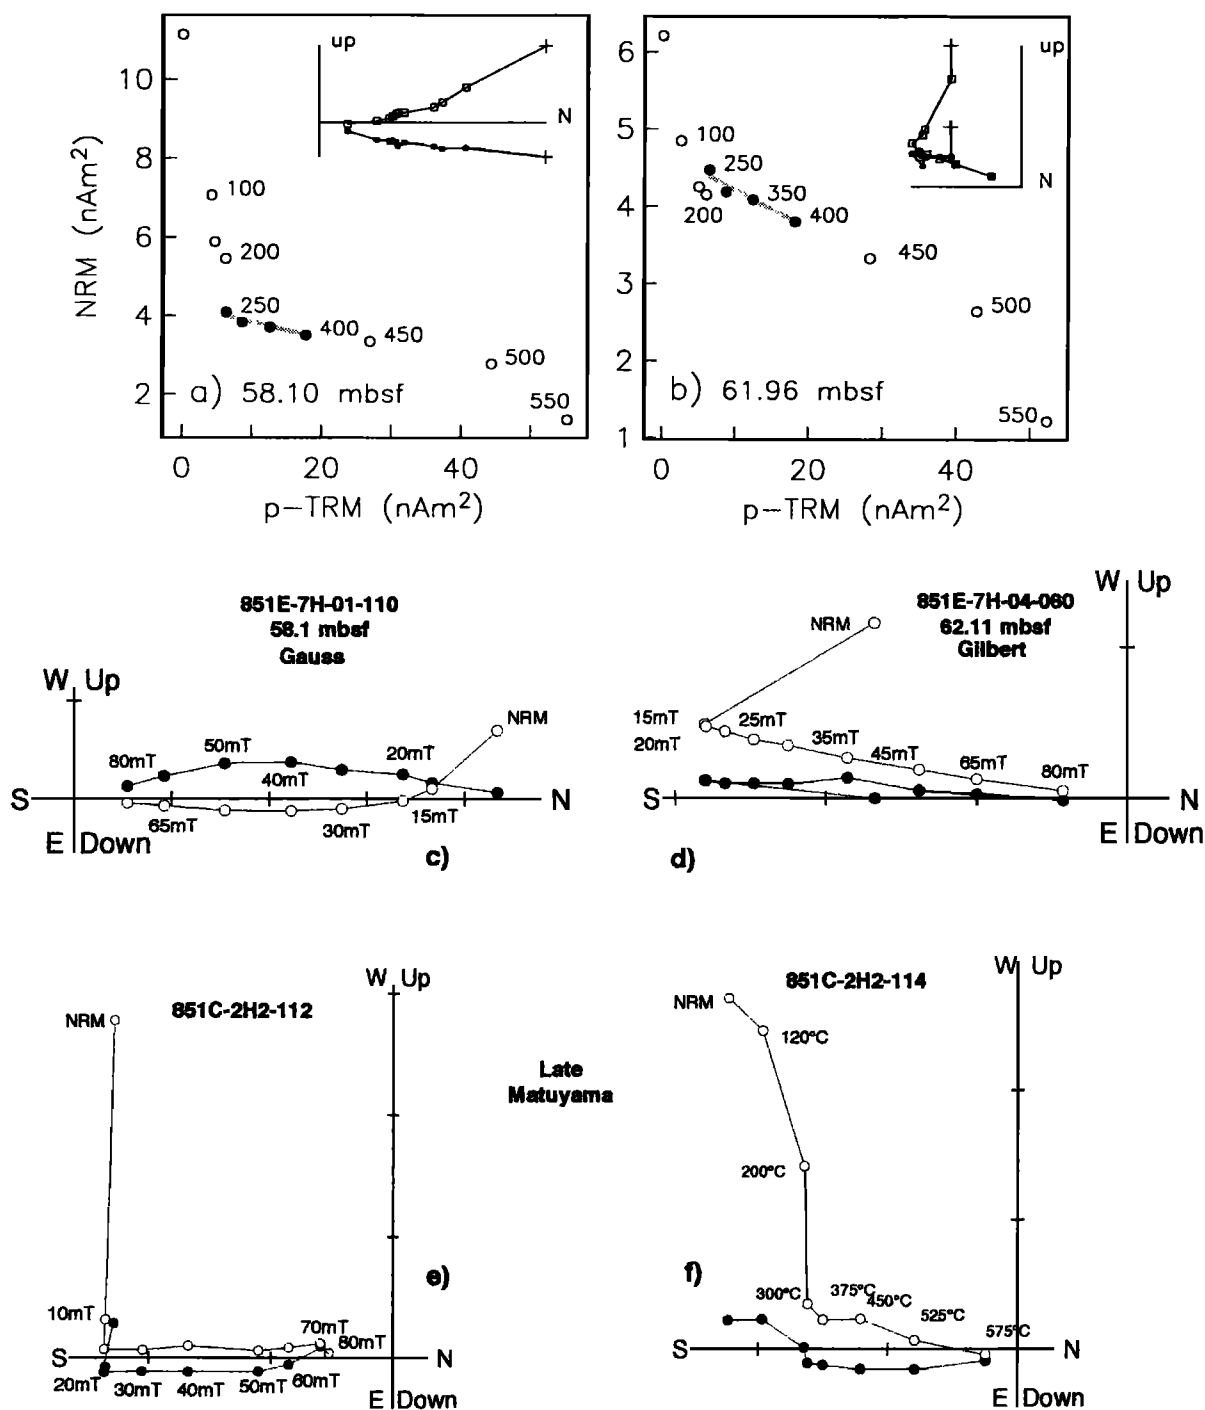 10
8
6
4
2
NRM (nAm2)
up
N
100
200
250
400
450
500
550
a) 58.10 mbsf
0
20
40
p-TRM (nAm2)
6
5
4
3
2
1
up
N
100
250
350
200
400
450
500
550
b) 61.96 mbsf
0
20
40
p-TRM (nAm2)
851E-7H-01-110
58.1 mbsf
Gauss
W Up
NRM
80mT
50mT
20mT
40mT
S
N
65mT
30mT
15mT
E Down
c)
W Up
851E-7H-04-060
62.11 mbsf
Gilbert
NRM
15mT
25mT
20mT
35mT
45mT
65mT
80mT
S
N
E Down
d)
W Up
851C-2H2-112
NRM
e)
10mT
70mT
80mT
S
N
20mT
30mT
40mT
50mT
60mT
E Down
Late
Matuyama
W Up
851C-2H2-114
NRM
120°C
200°C
f)
300°C
375°C
450°C
525°C
575°C
S
N
E Down